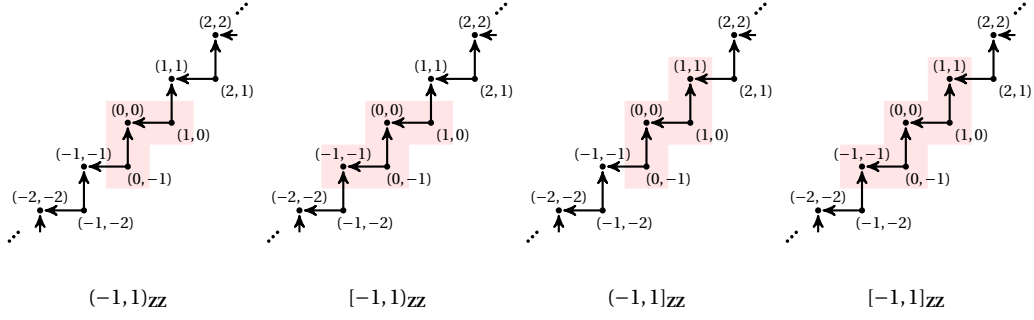 (2,2) (2,2) (2,2) (2,2)
(1,1) (1,1) (1,1) (1,1)
(2,1) (2,1) (2,1) (2,1)
(0,0) (0,0) (0,0) (0,0)
(1,0) (1,0) (1,0) (1,0)
(−1,−1) (−1,−1) (−1,−1) (−1,−1)
(0,−1) (0,−1) (0,−1) (0,−1)
(−2,−2) (−2,−2) (−2,−2) (−2,−2)
(−1,−2) (−1,−2) (−1,−2) (−1,−2)
(−1,1)ZZ [−1,1)ZZ (−1,1]ZZ [−1,1]ZZ